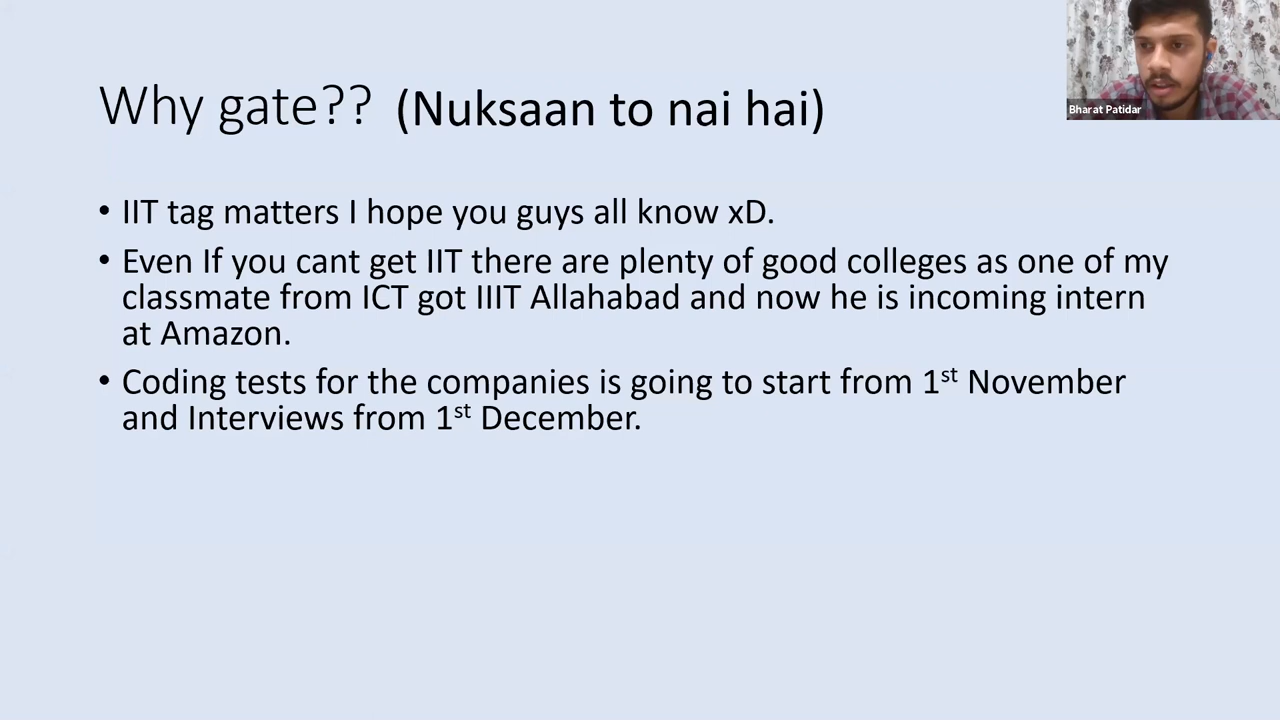 Why gate?? (Nuksaan to nai hai)
Bharat Patidar
• IIT tag matters I hope you guys all know xD.
• Even If you cant get IIT there are plenty of good colleges as one of my
classmate from ICT got IIIT Allahabad and now he is incoming intern
at Amazon.
• Coding tests for the companies is going to start from 1st November
and Interviews from 1st December.